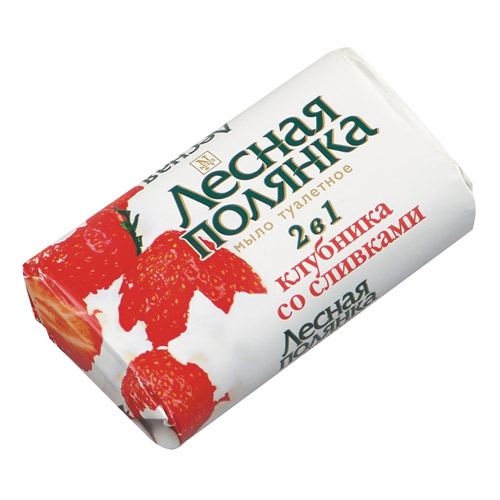 Лесная
ПОЛЯНКА
мыло туалетное
2в1
клубника
со сливками
Лесная
ПОЛЯНКА